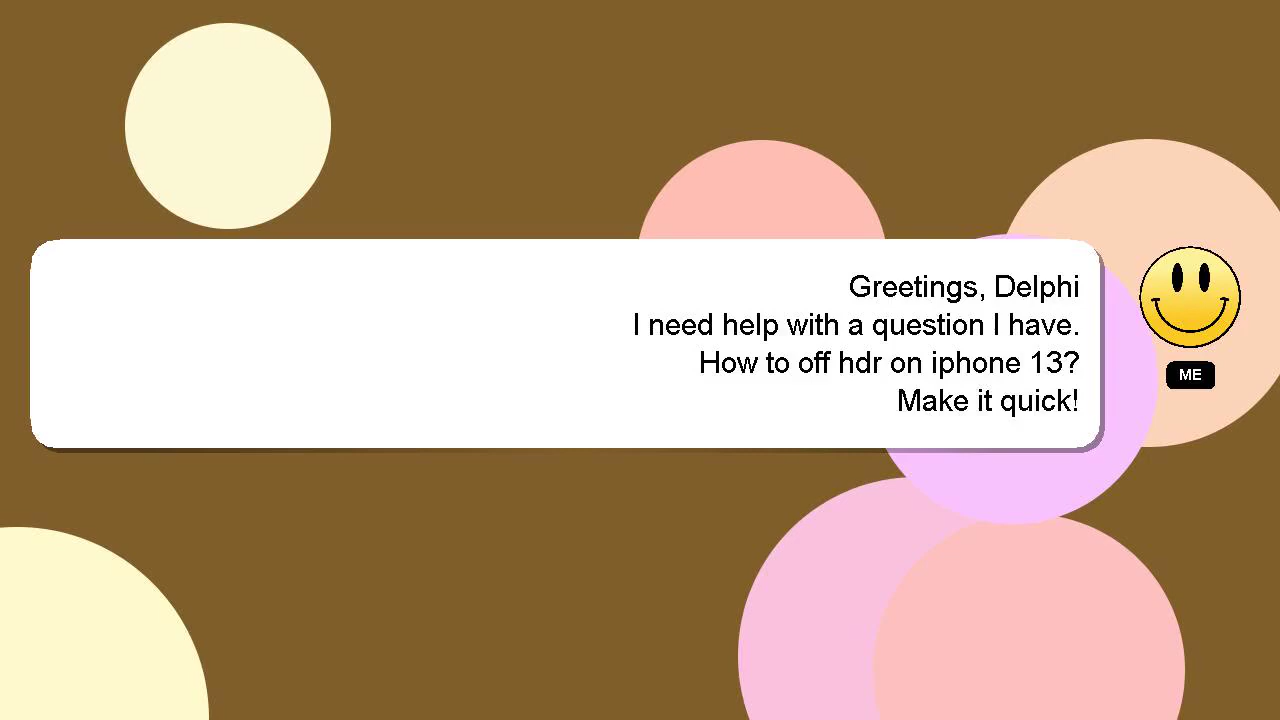 Greetings, Delphi
I need help with a question I have.
How to off hdr on iphone 13?
Make it quick!
ME